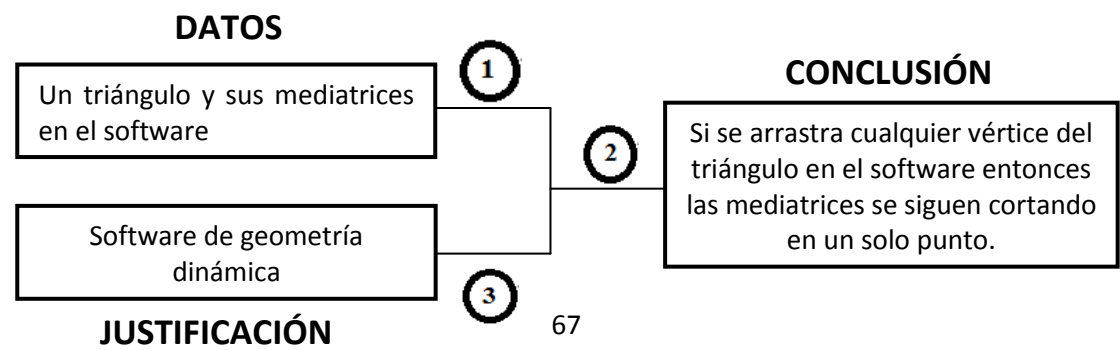 DATOS
1
Un triángulo y sus mediatrices
en el software
CONCLUSIÓN
2
Si se arrastra cualquier vértice del
triángulo en el software entonces
las mediatrices se siguen cortando
en un solo punto.
Software de geometría
dinámica
3
JUSTIFICACIÓN
67